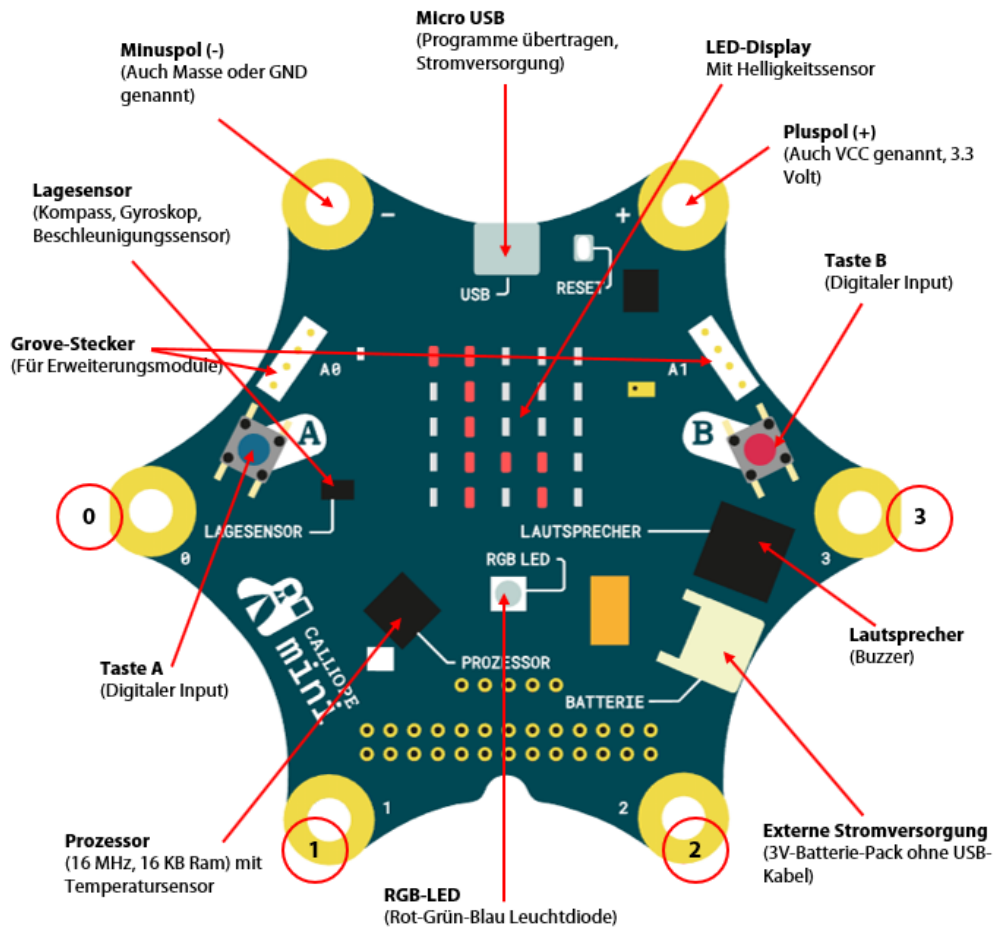 Micro USB
(Programme übertragen,
Stromversorgung)
Minuspol (-)
(Auch Masse oder GND
genannt)
LED-Display
Mit Helligkeitssensor
Pluspol (+)
(Auch VCC genannt, 3.3
Volt)
Lagesensor
(Kompass, Gyroskop,
Beschleunigungssensor)
Taste B
(Digitaler Input)
Grove-Stecker
(Für Erweiterungsmodule)
-
+
USB
RESET
A0
A1
A
B
0
3
LAGESENSOR
LAUTSPRECHER
0
3
RGB LED
CALLIOPE
mini
PROZESSOR
BATTERIE
Lautsprecher
(Buzzer)
Taste A
(Digitaler Input)
1
2
1
2
Prozessor
(16 MHz, 16 KB Ram) mit
Temperatursensor
Externe Stromversorgung
(3V-Batterie-Pack ohne USB-
Kabel)
RGB-LED
(Rot-Grün-Blau Leuchtdiode)